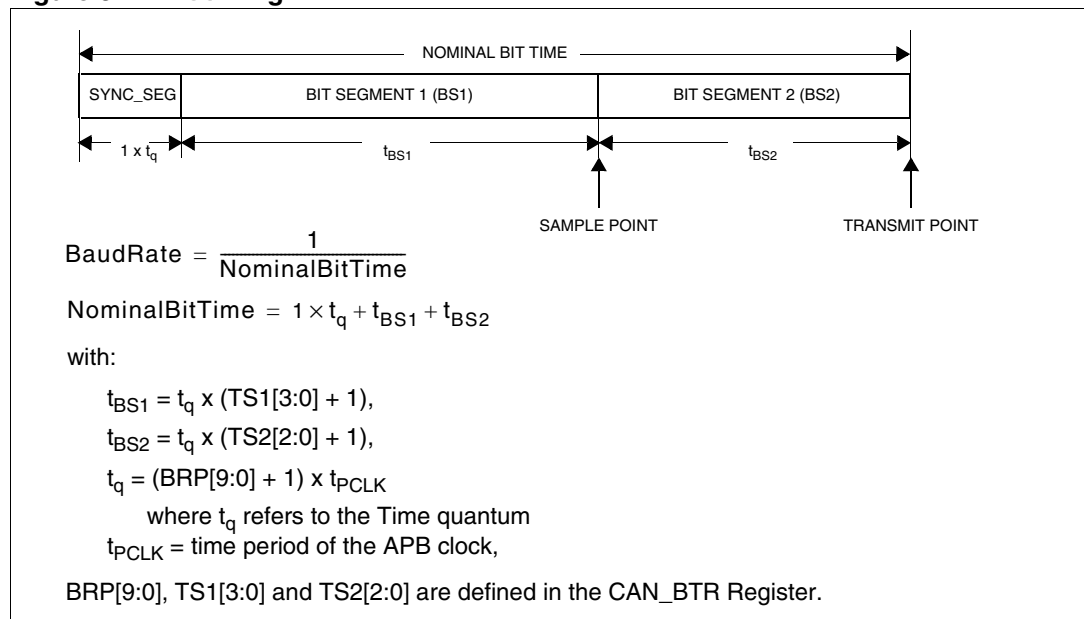 NOMINAL BIT TIME
SYNC_SEG BIT SEGMENT 1 (BS1) BIT SEGMENT 2 (BS2)
1 x tq tBS1 tBS2
SAMPLE POINT TRANSMIT POINT
BaudRate = 1 / NominalBitTime
NominalBitTime = 1 × tq + tBS1 + tBS2
with:
tBS1 = tq x (TS1[3:0] + 1),
tBS2 = tq x (TS2[2:0] + 1),
tq = (BRP[9:0] + 1) x tPCLK
where tq refers to the Time quantum
tPCLK = time period of the APB clock,
BRP[9:0], TS1[3:0] and TS2[2:0] are defined in the CAN_BTR Register.